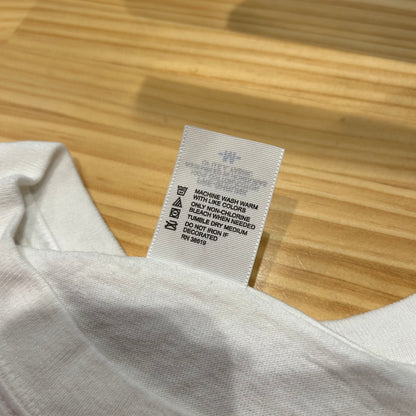 MACHINE WASH WARM
WITH LIKE COLORS
ONLY NON-CHLORINE
BLEACH WHEN NEEDED
TUMBLE DRY MEDIUM
DO NOT IRON IF
DECORATED
RN 38619